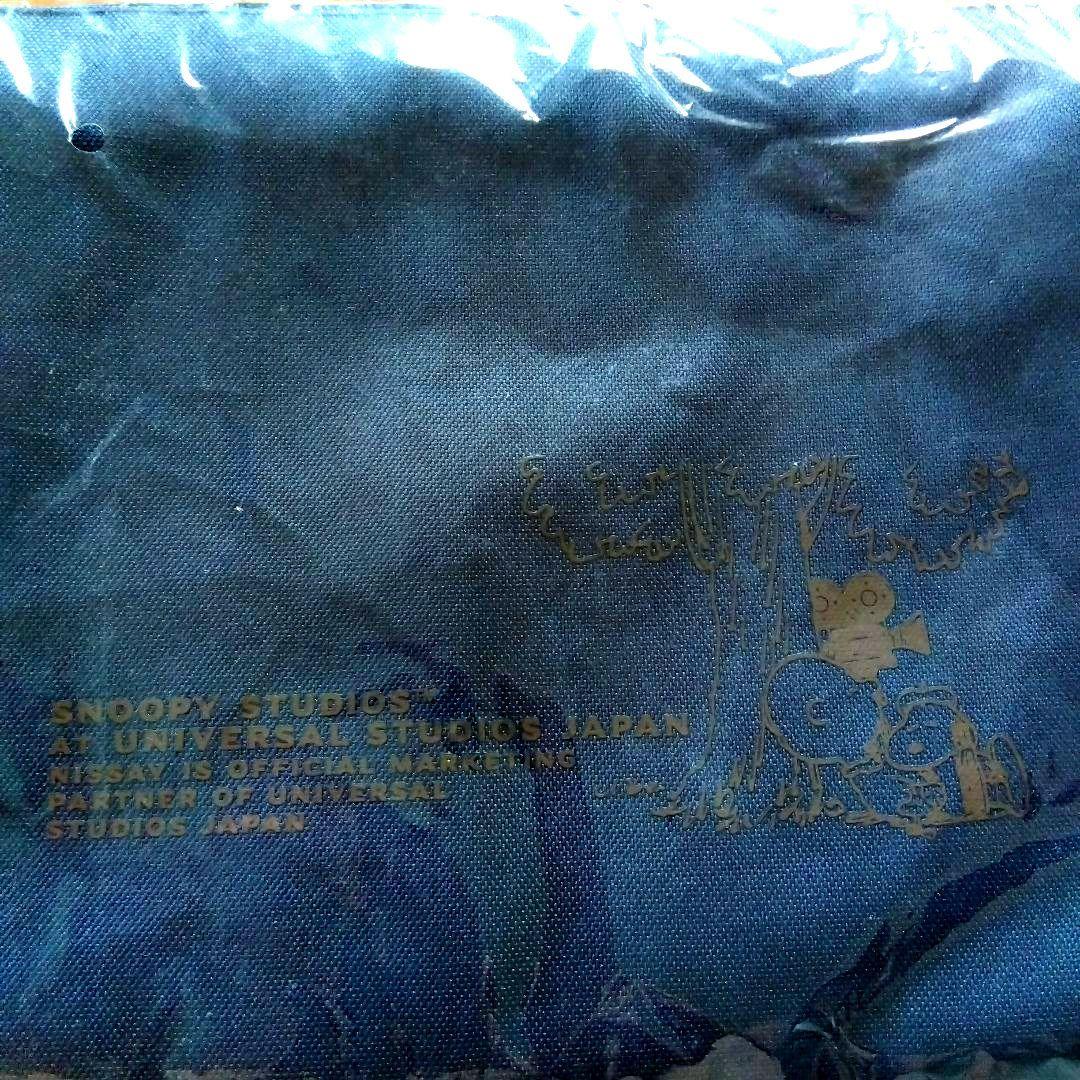 SNOOPY STUDIOS™
AT UNIVERSAL STUDIOS JAPAN
NISSAY IS OFFICIAL MARKETING
PARTNER OF UNIVERSAL
STUDIOS JAPAN